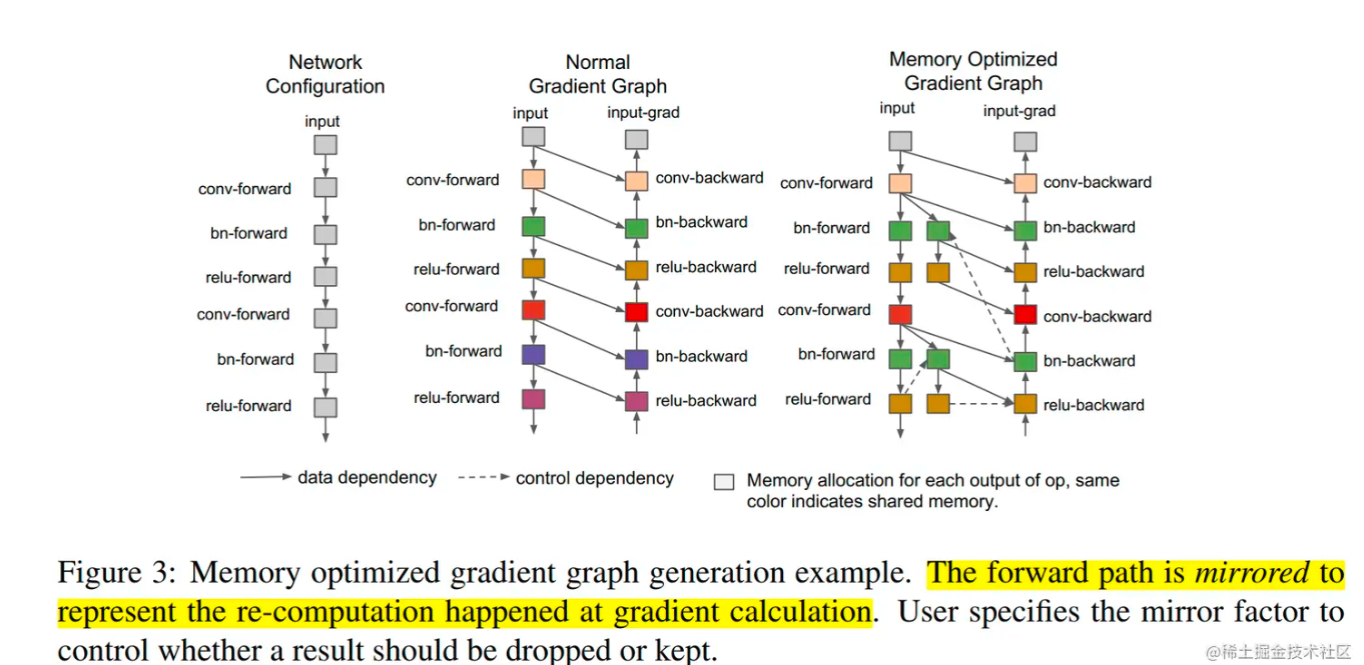 Network
Configuration
input
conv-forward
bn-forward
relu-forward
conv-forward
bn-forward
relu-forward
Normal
Gradient Graph
input input-grad
conv-forward conv-backward
bn-forward bn-backward
relu-forward relu-backward
conv-forward conv-backward
bn-forward bn-backward
relu-forward relu-backward
Memory Optimized
Gradient Graph
input input-grad
conv-forward conv-backward
bn-forward bn-backward
relu-forward relu-backward
conv-forward conv-backward
bn-forward bn-backward
relu-forward relu-backward
data dependency control dependency
Memory allocation for each output of op, same
color indicates shared memory.
Figure 3: Memory optimized gradient graph generation example. The forward path is mirrored to
represent the re-computation happened at gradient calculation. User specifies the mirror factor to
control whether a result should be dropped or kept.
@稀土掘金技术社区